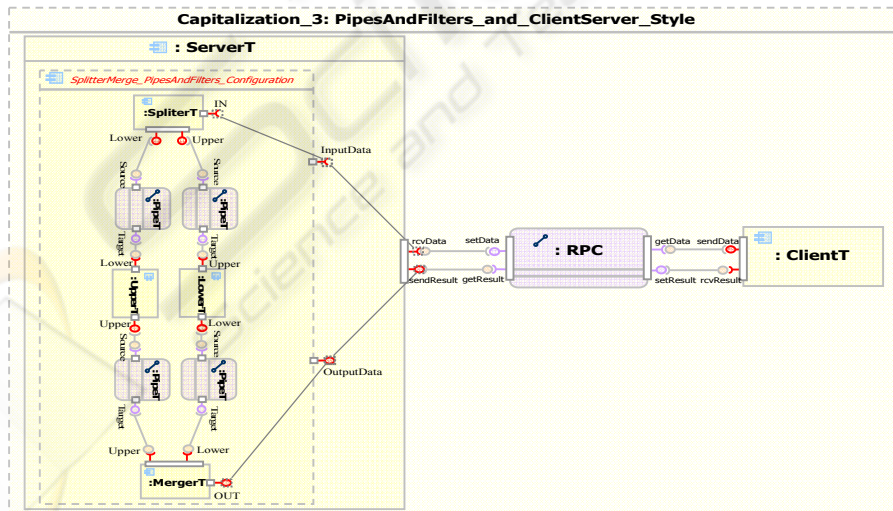 Capitalization_3: PipesAndFilters_and_ClientServer_Style
: ServerT
SplitterMerge_PipesAndFilters_Configuration
:SpliterT
IN
Lower
Upper
InputData
Source
Source
:PipeT
:PipeT
Target
Target
Lower
Upper
:UpperT
:LowerT
Upper
Lower
Source
Source
:PipeT
:PipeT
Target
Target
Upper
Lower
:MergerT
OUT
OutputData
rcvData
setData
sendResult
getResult
: RPC
getData
sendData
setResult
rcvResult
: ClientT